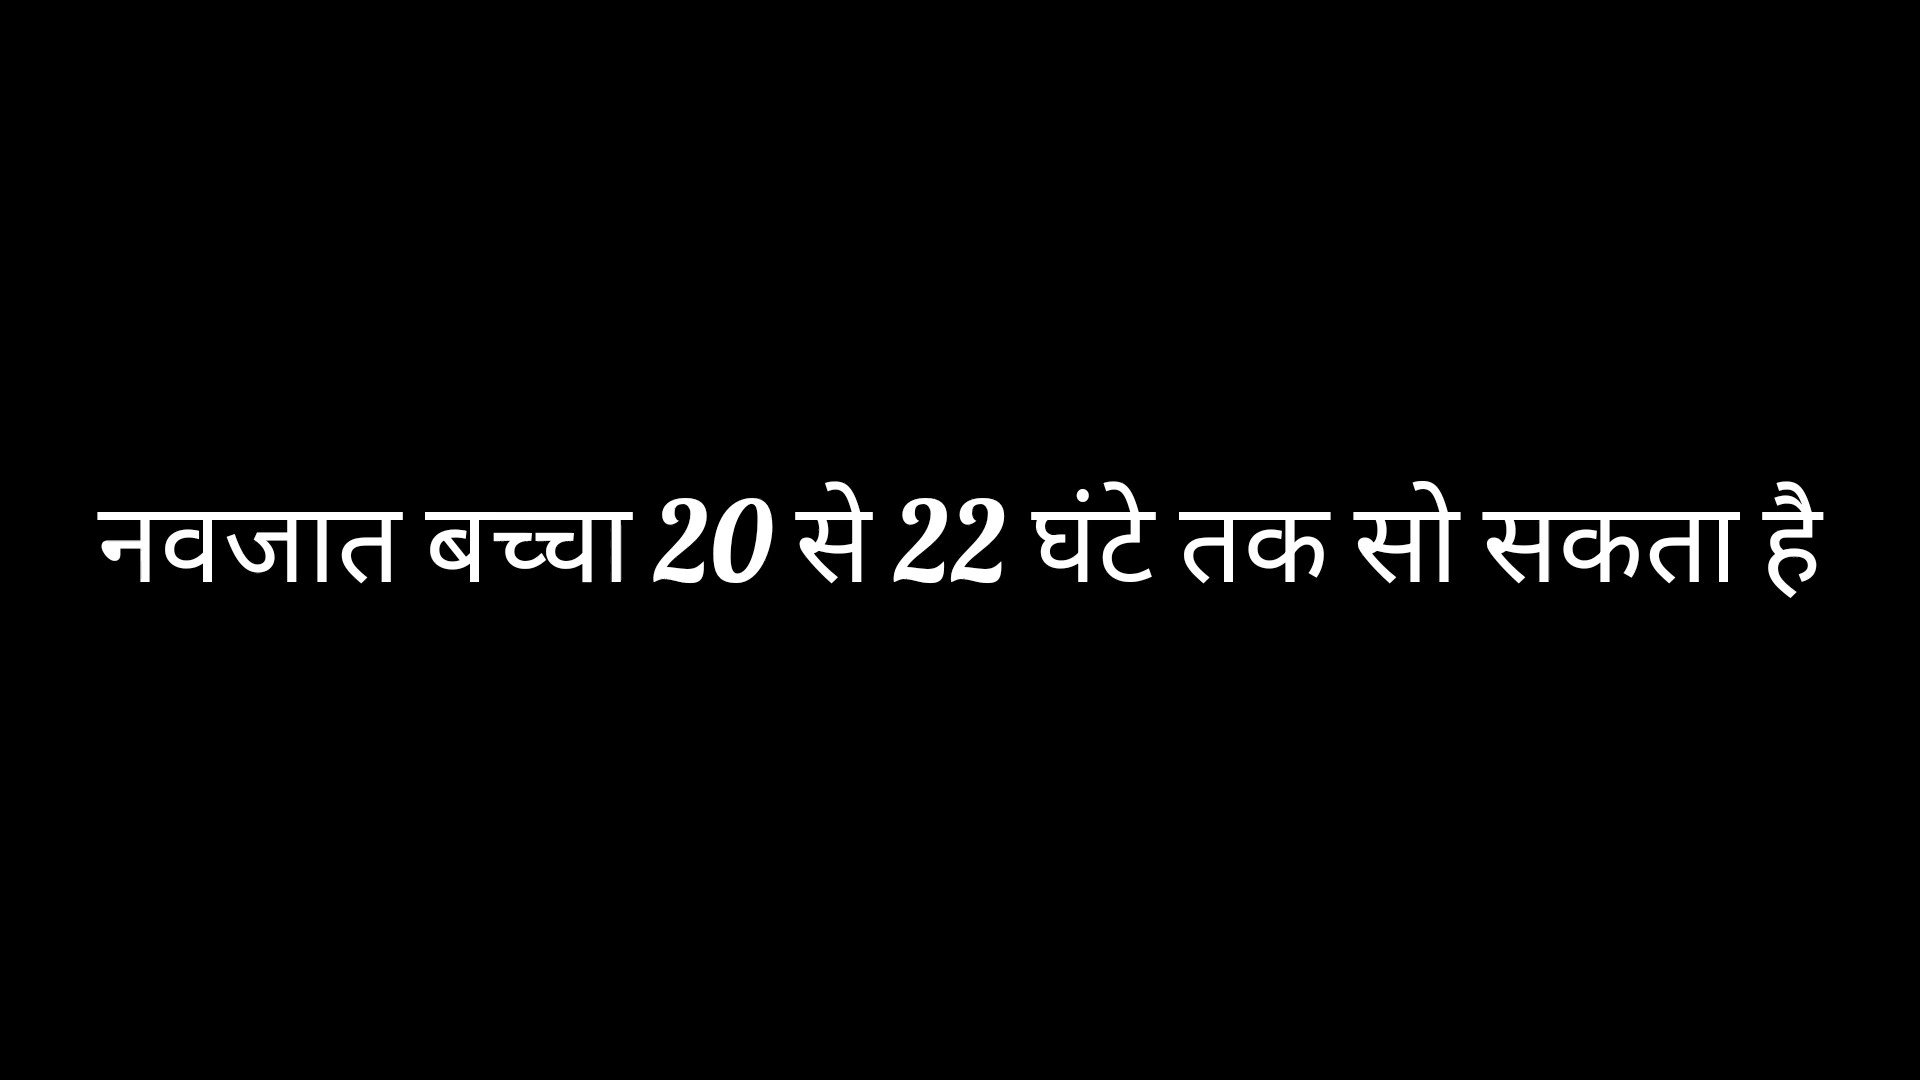 नवजात बच्चा 20 से 22 घंटे तक सो सकता है